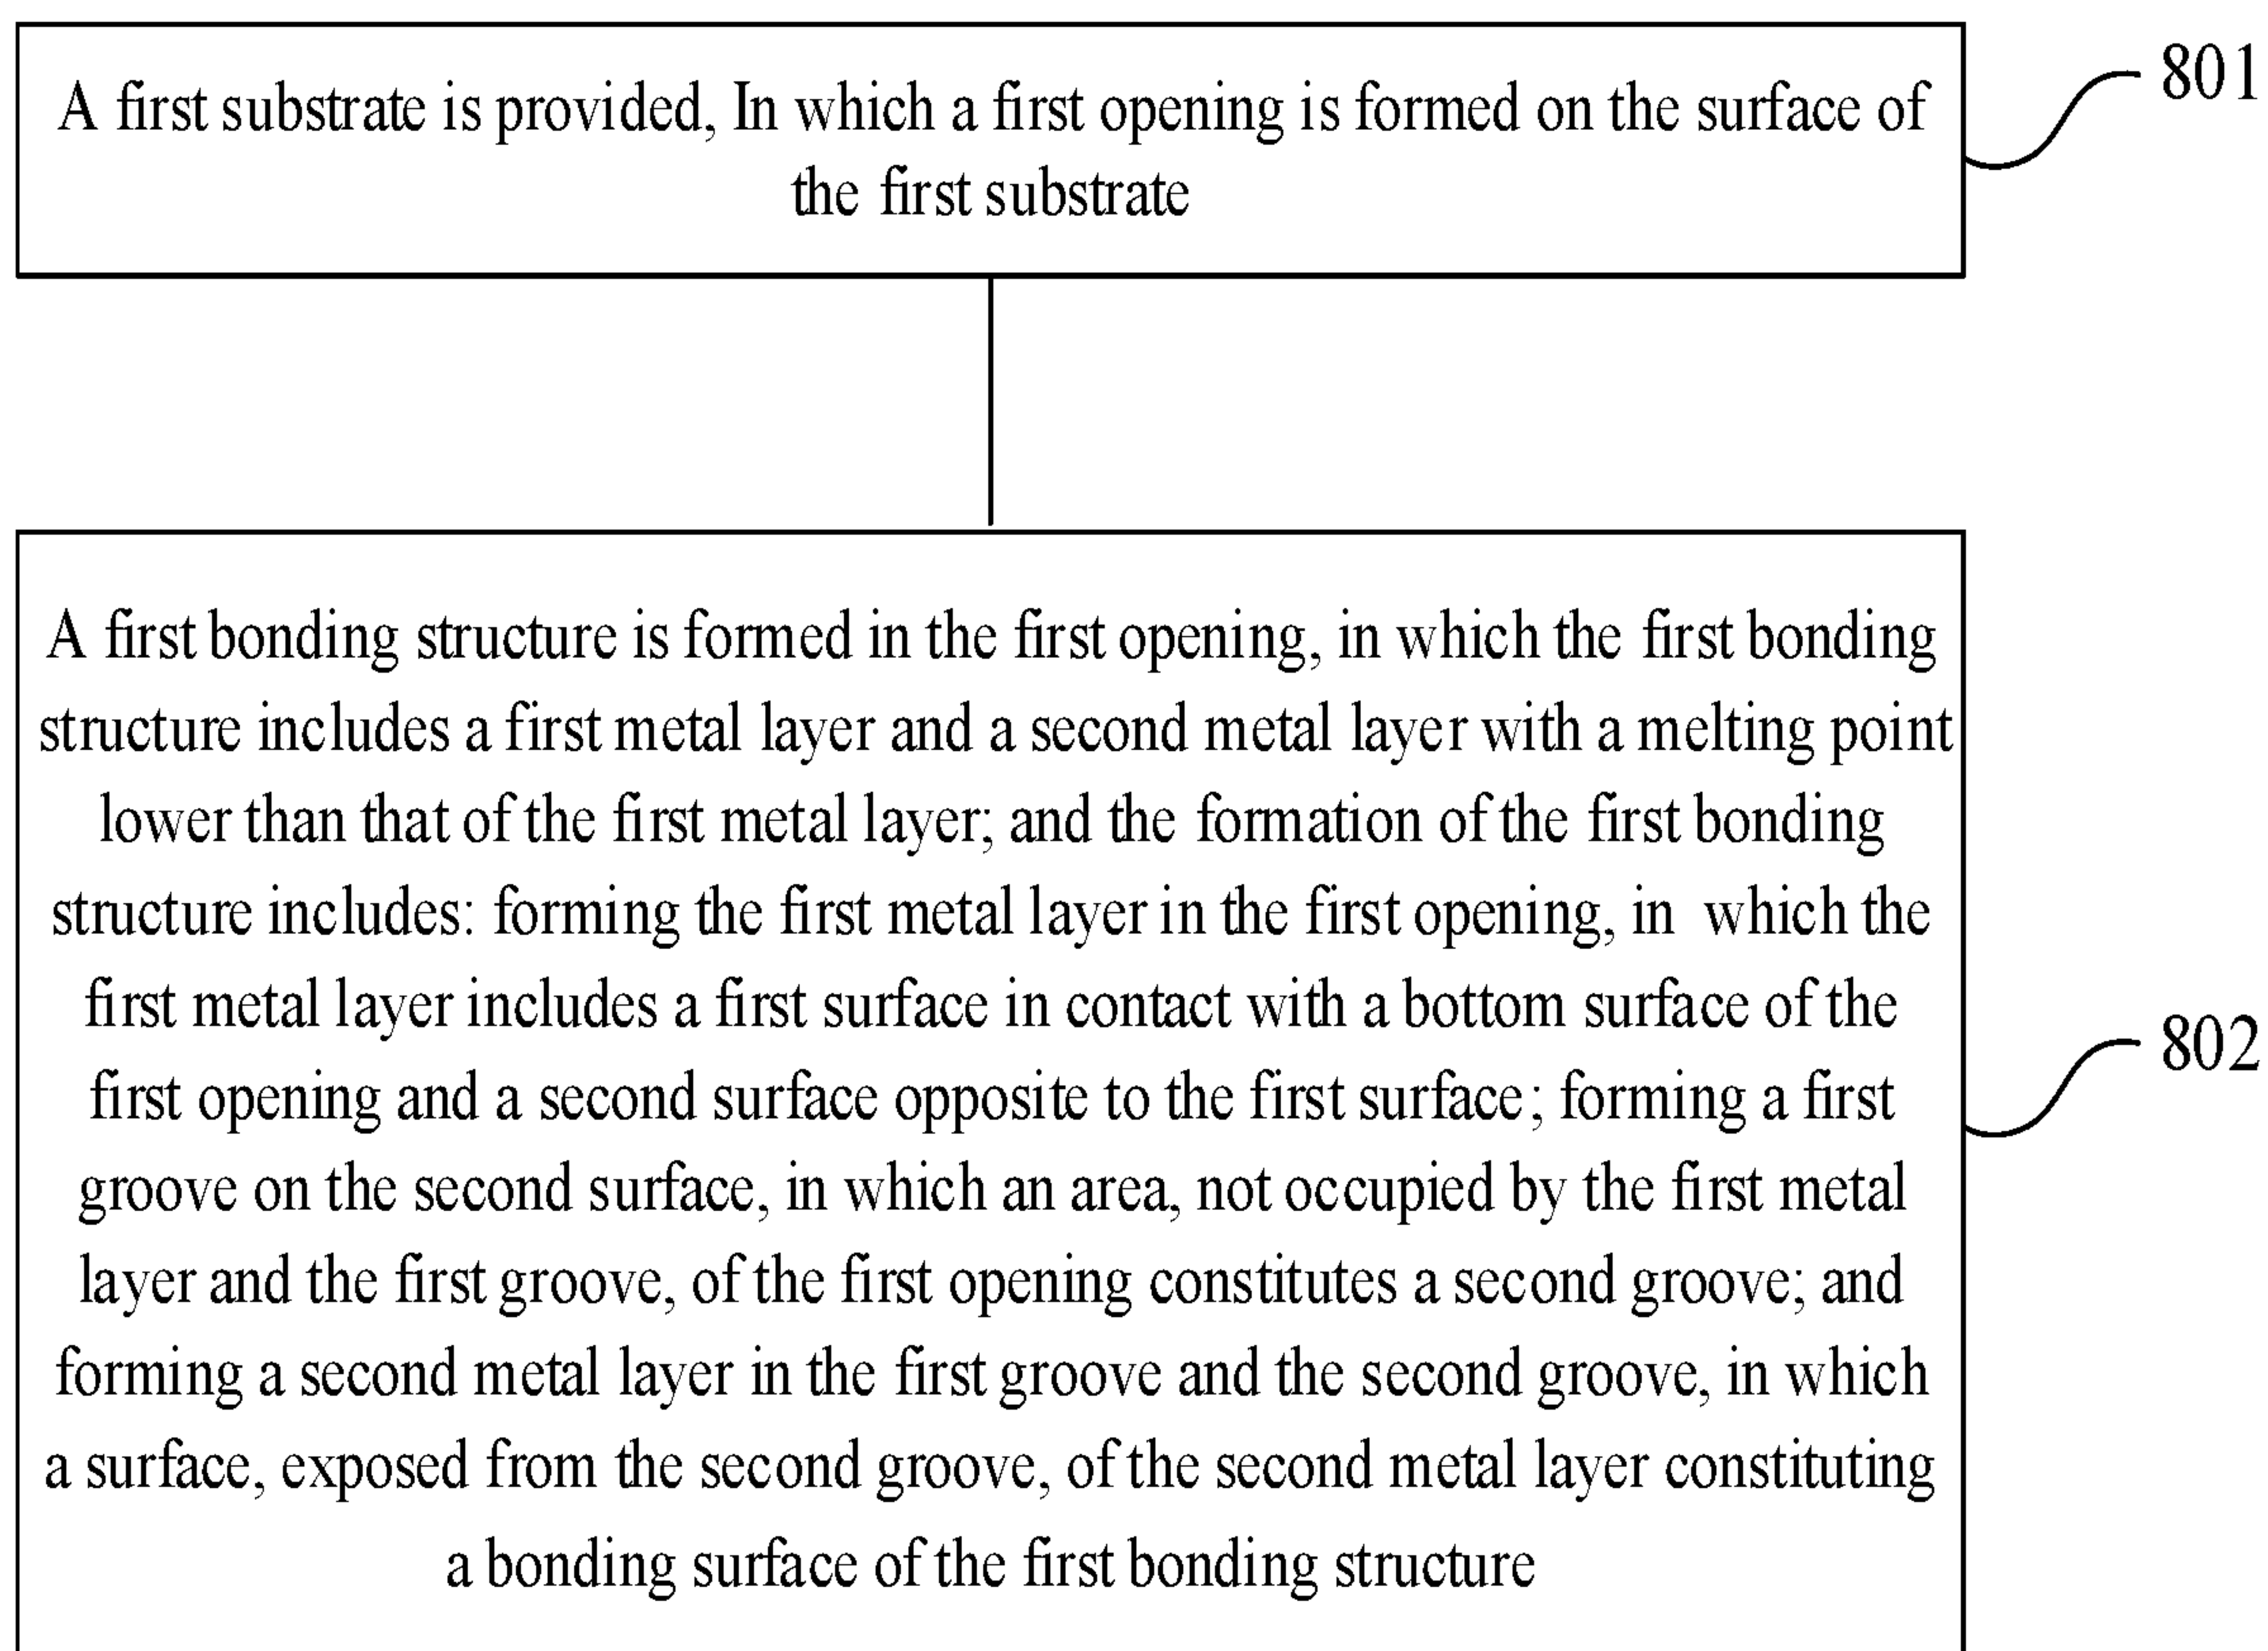 A first substrate is provided, In which a first opening is formed on the surface of
the first substrate
801
A first bonding structure is formed in the first opening, in which the first bonding
structure includes a first metal layer and a second metal layer with a melting point
lower than that of the first metal layer; and the formation of the first bonding
structure includes: forming the first metal layer in the first opening, in which the
first metal layer includes a first surface in contact with a bottom surface of the
first opening and a second surface opposite to the first surface; forming a first
groove on the second surface, in which an area, not occupied by the first metal
layer and the first groove, of the first opening constitutes a second groove; and
forming a second metal layer in the first groove and the second groove, in which
a surface, exposed from the second groove, of the second metal layer constituting
a bonding surface of the first bonding structure
802